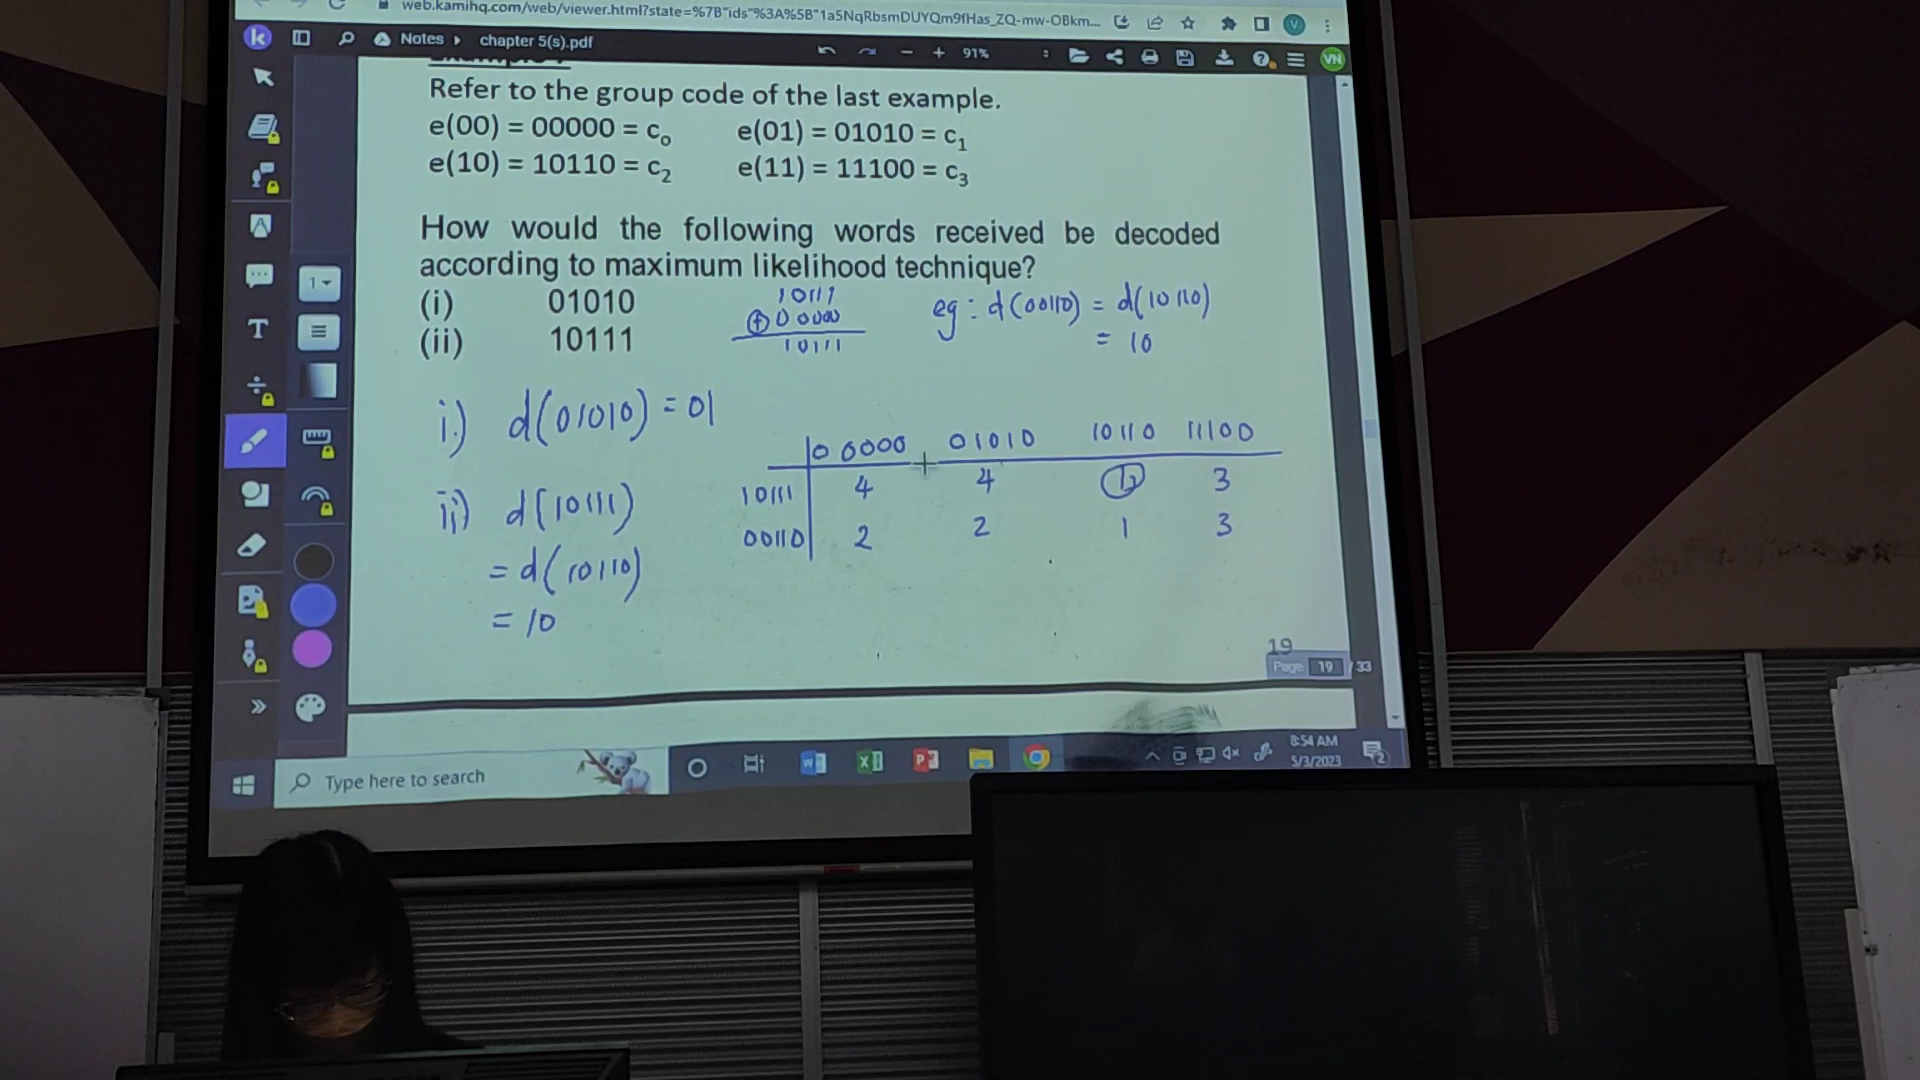 web.kamihq.com/web/viewer.html?state=%7B"ids"%3A%5B"1a5NqRbsmDUYQm9fHas_ZQ-mw-OBkm...
V
k
Notes
chapter 5(s).pdf
91%
VN
Refer to the group code of the last example.
e(00) = 00000 = c₀ e(01) = 01010 = c₁
e(10) = 10110 = c₂ e(11) = 11100 = c₃
How would the following words received be decoded
according to maximum likelihood technique?
(i) 01010
(ii) 10111
10111
⊕ 00000
10111
eg: d(00110) = d(10110)
= 10
i.) d(01010) = 01
ii) d(10111)
= d(10110)
= 10
00000 01010 10110 11100
10111 4 4 1 3
00110 2 2 1 3
19
Page 19 / 33
Type here to search
8:54 AM
5/3/2023
2